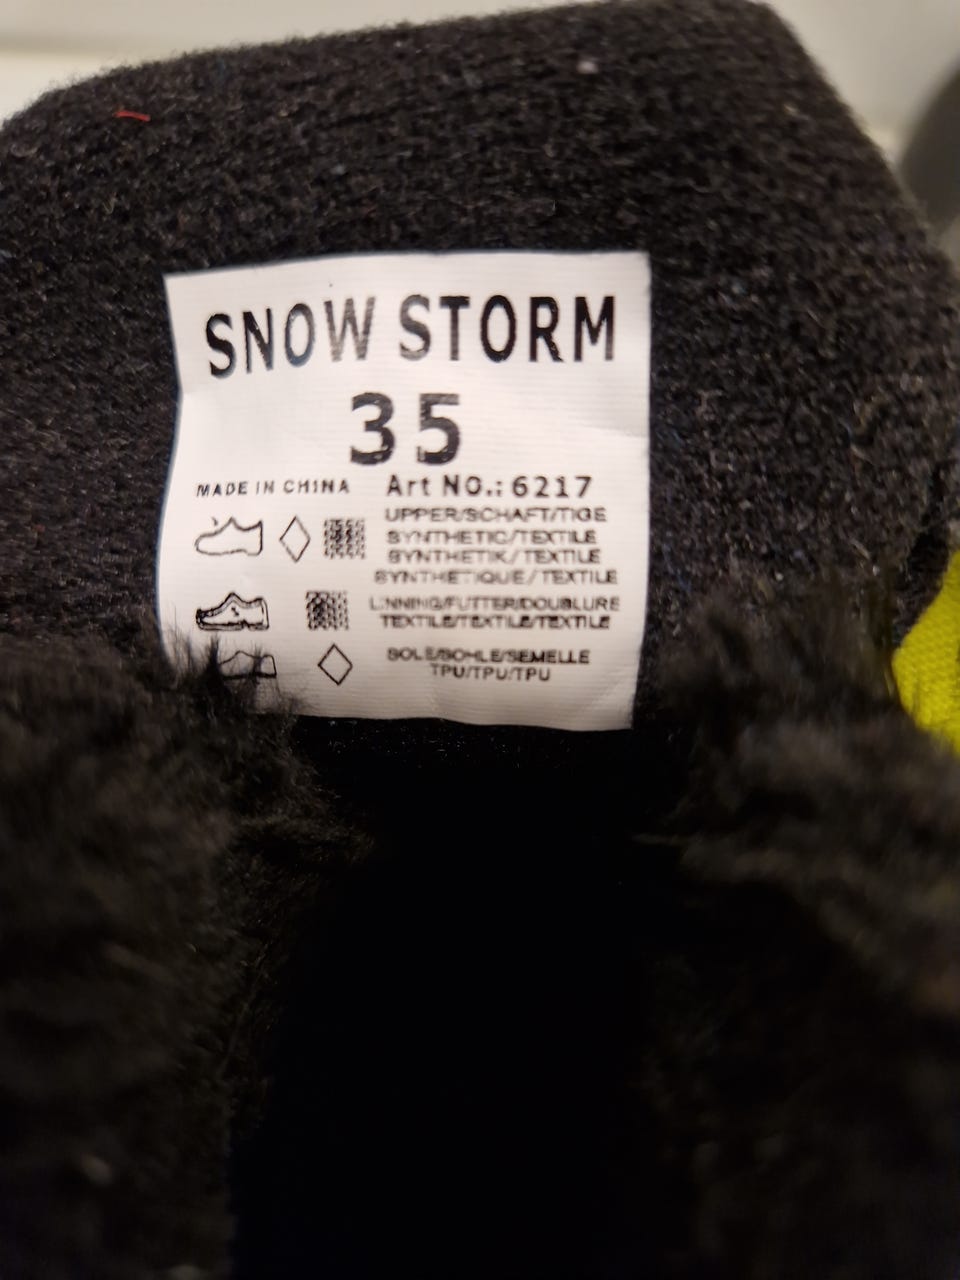 SNOW STORM
35
MADE IN CHINA
Art NO.: 6217
UPPER/SCHAFT/TIGE
SYNTHETIC/TEXTILE
SYNTHETIK/TEXTILE
SYNTHETIQUE/TEXTILE
LINNING/FUTTER/DOUBLURE
TEXTILE/TEXTILE/TEXTILE
SOLE/SOHLE/SEMELLE
TPU/TPU/TPU